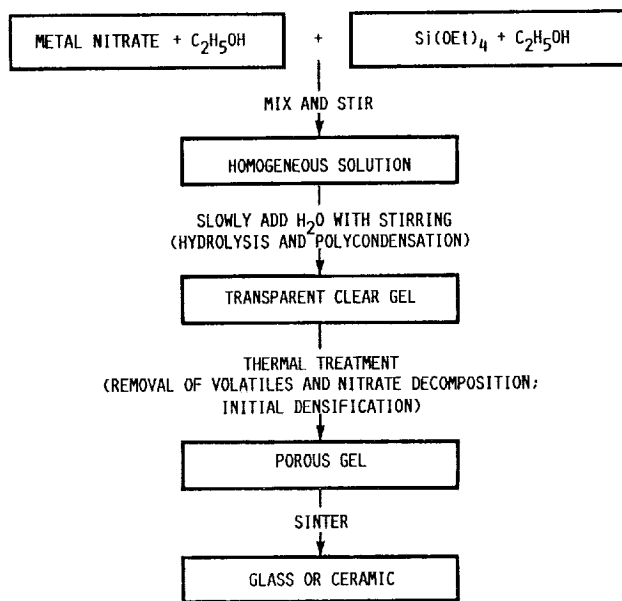 METAL NITRATE + C₂H₅OH + Si(OEt)₄ + C₂H₅OH
MIX AND STIR
HOMOGENEOUS SOLUTION
SLOWLY ADD H₂O WITH STIRRING
(HYDROLYSIS AND POLYCONDENSATION)
TRANSPARENT CLEAR GEL
THERMAL TREATMENT
(REMOVAL OF VOLATILES AND NITRATE DECOMPOSITION;
INITIAL DENSIFICATION)
POROUS GEL
SINTER
GLASS OR CERAMIC